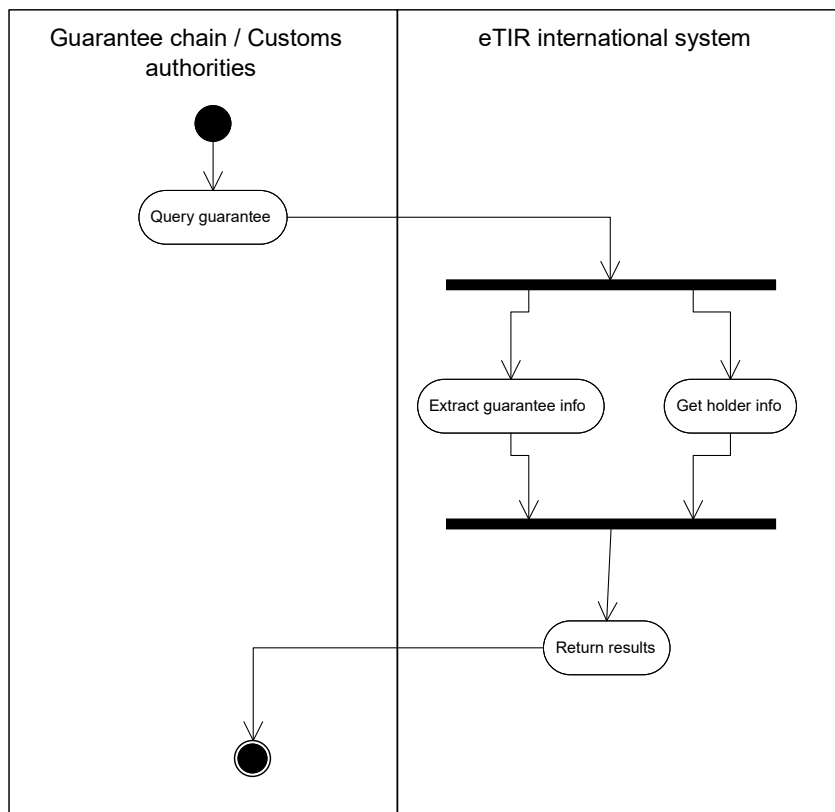 Guarantee chain / Customs
authorities
eTIR international system
Query guarantee
Extract guarantee info
Get holder info
Return results